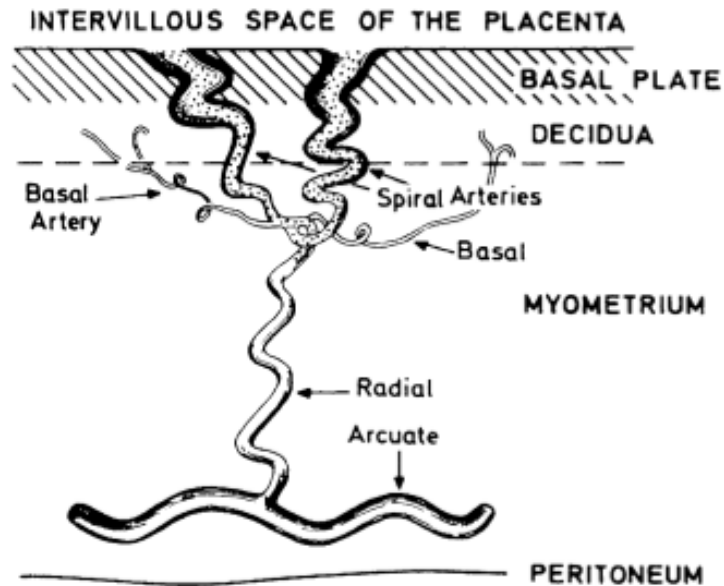 INTERVILLOUS SPACE OF THE PLACENTA
BASAL PLATE
DECIDUA
Basal
Artery
Spiral Arteries
Basal
MYOMETRIUM
Radial
Arcuate
PERITONEUM